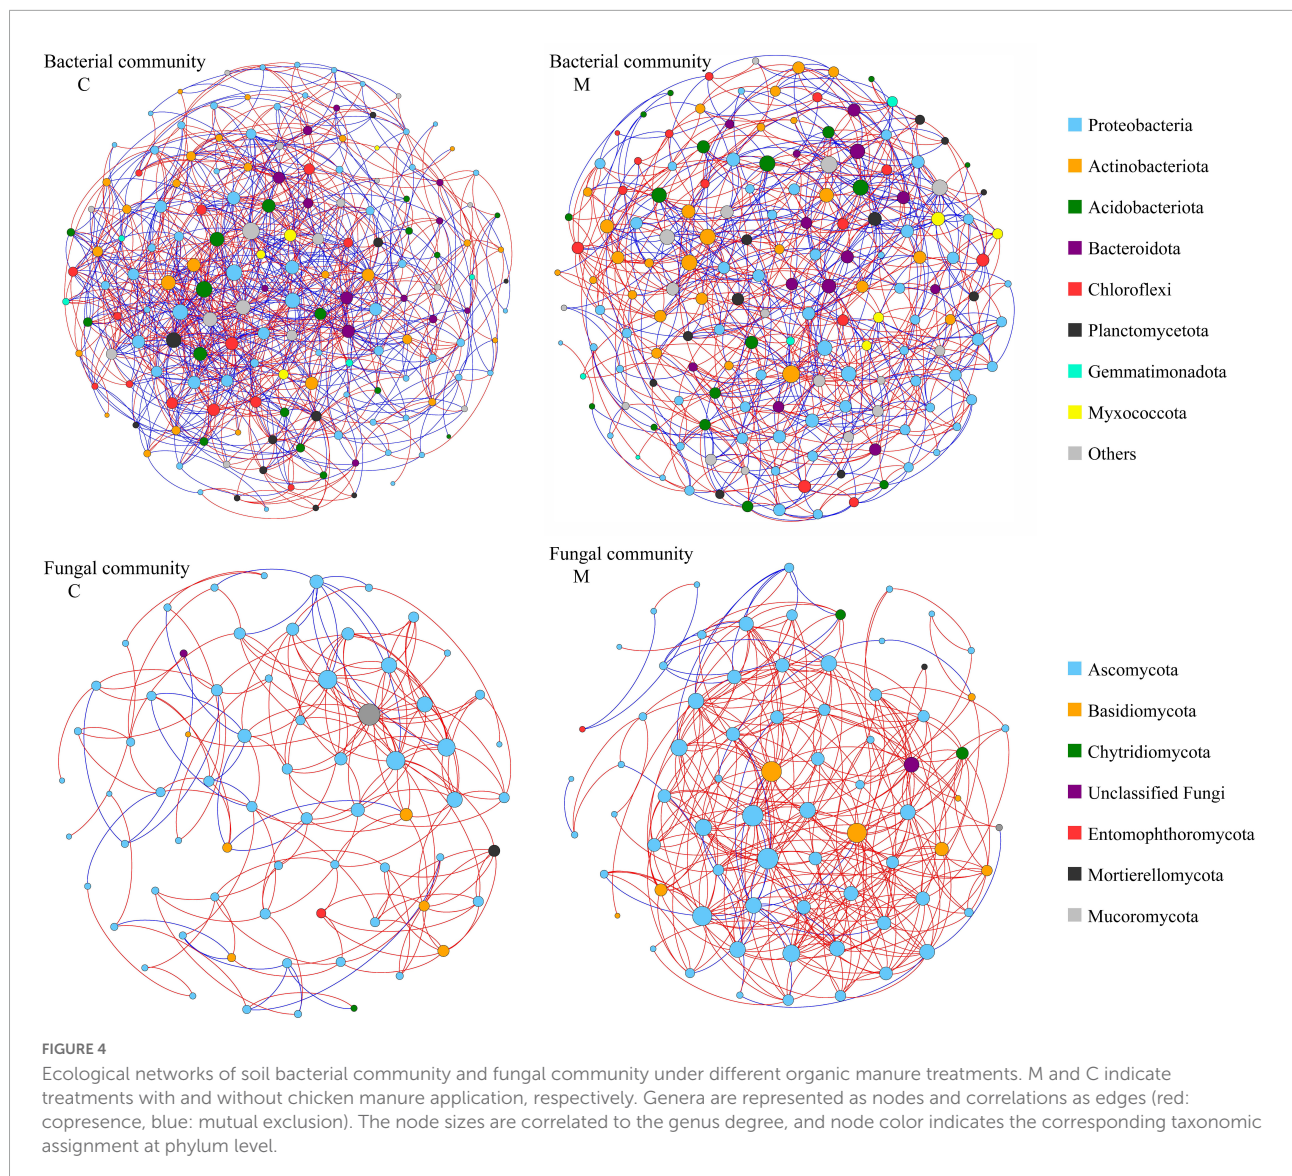 Bacterial community
C
Bacterial community
M
Proteobacteria
Actinobacteriota
Acidobacteriota
Bacteroidota
Chloroflexi
Planctomycetota
Gemmatimonadota
Myxococcota
Others
Fungal community
C
Fungal community
M
Ascomycota
Basidiomycota
Chytridiomycota
Unclassified Fungi
Entomophthoromycota
Mortierellomycota
Mucoromycota
FIGURE 4
Ecological networks of soil bacterial community and fungal community under different organic manure treatments. M and C indicate
treatments with and without chicken manure application, respectively. Genera are represented as nodes and correlations as edges (red:
copresence, blue: mutual exclusion). The node sizes are correlated to the genus degree, and node color indicates the corresponding taxonomic
assignment at phylum level.